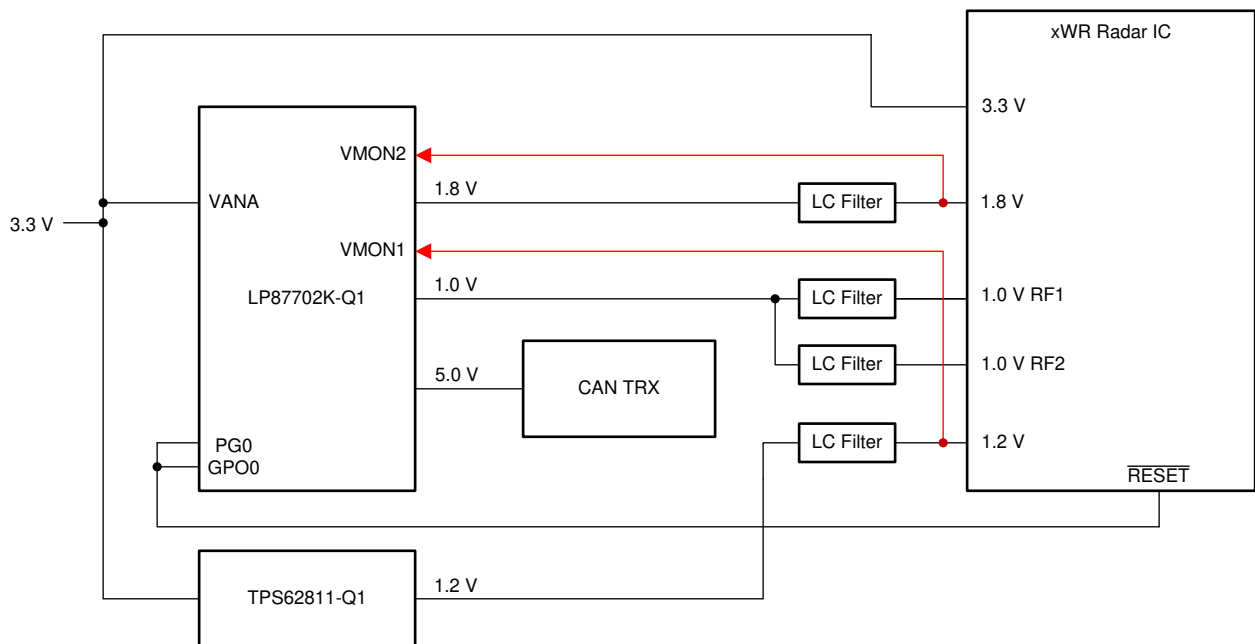 xWR Radar IC
3.3 V
VMON2
1.8 V
LC Filter
1.8 V
VANA
3.3 V
VMON1
LP87702K-Q1
1.0 V
LC Filter
1.0 V RF1
LC Filter
1.0 V RF2
5.0 V
CAN TRX
LC Filter
1.2 V
PG0
GPO0
RESET
TPS62811-Q1
1.2 V